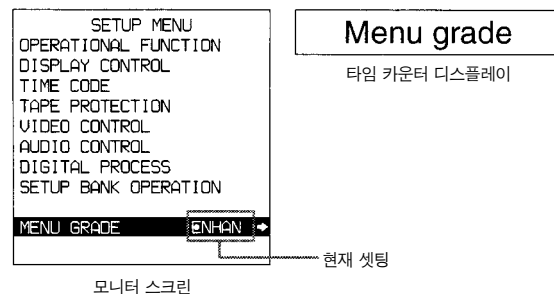 SETUP MENU
OPERATIONAL FUNCTION
DISPLAY CONTROL
TIME CODE
TAPE PROTECTION
VIDEO CONTROL
AUDIO CONTROL
DIGITAL PROCESS
SETUP BANK OPERATION
MENU GRADE ENHAN
모니터 스크린
Menu grade
타임 카운터 디스플레이
현재 셋팅